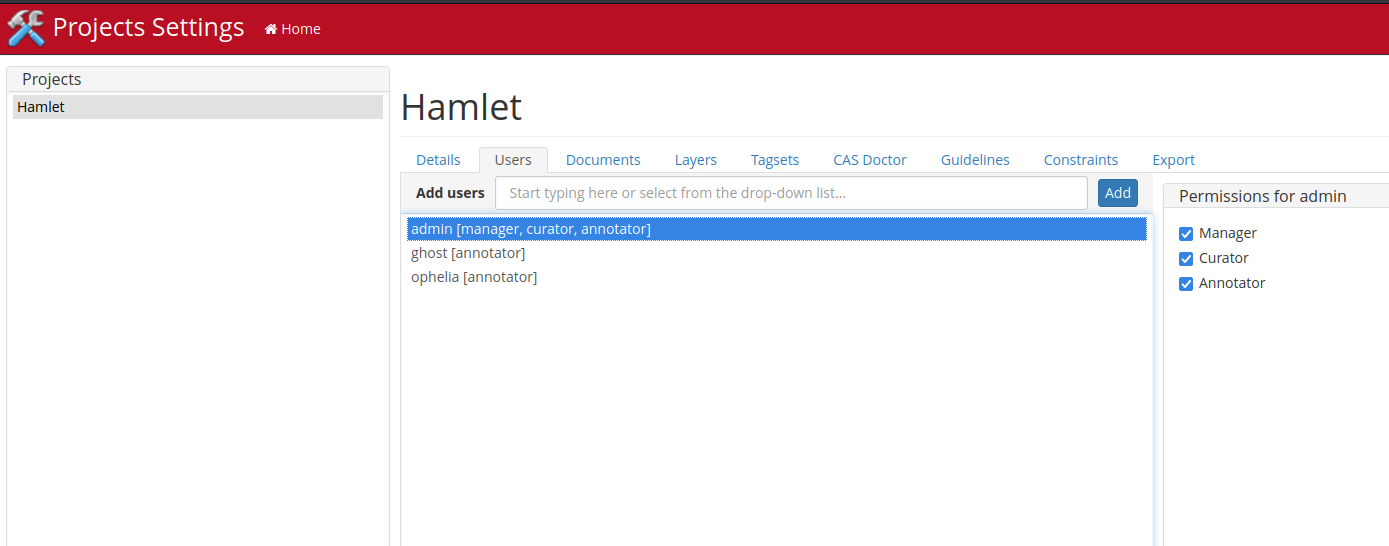 Projects Settings
Home
Projects
Hamlet
Hamlet
Details
Users
Documents
Layers
Tagsets
CAS Doctor
Guidelines
Constraints
Export
Add users
Start typing here or select from the drop-down list...
Add
admin [manager, curator, annotator]
ghost [annotator]
ophelia [annotator]
Permissions for admin
Manager
Curator
Annotator